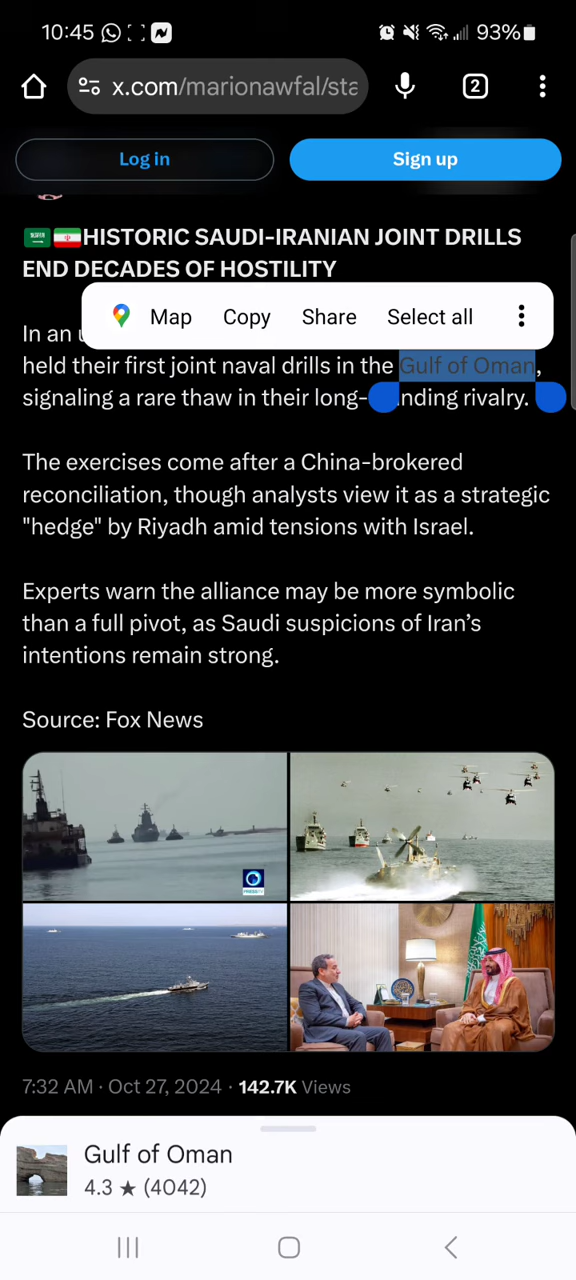 10:45
93%
x.com/marionawfal/sta
2
Log in
Sign up
🇸🇦🇮🇷HISTORIC SAUDI-IRANIAN JOINT DRILLS
END DECADES OF HOSTILITY
Map Copy Share Select all
In an
held their first joint naval drills in the Gulf of Oman,
signaling a rare thaw in their long- nding rivalry.
The exercises come after a China-brokered
reconciliation, though analysts view it as a strategic
"hedge" by Riyadh amid tensions with Israel.
Experts warn the alliance may be more symbolic
than a full pivot, as Saudi suspicions of Iran’s
intentions remain strong.
Source: Fox News
PRESSTV
7:32 AM · Oct 27, 2024 · 142.7K Views
Gulf of Oman
4.3 ★ (4042)